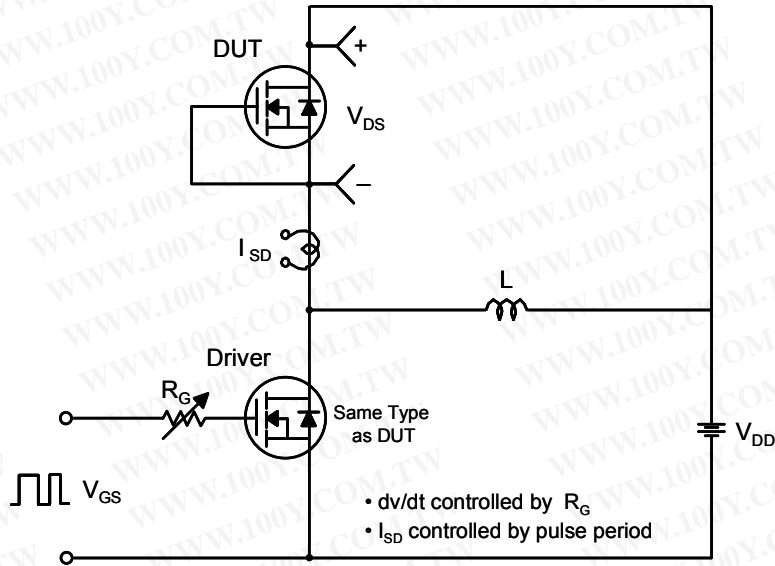 DUT
+
V_DS
–
I_SD
L
Driver
R_G
Same Type
as DUT
V_DD
V_GS
• dv/dt controlled by R_G
• I_SD controlled by pulse period
WWW.100Y.COM.TW